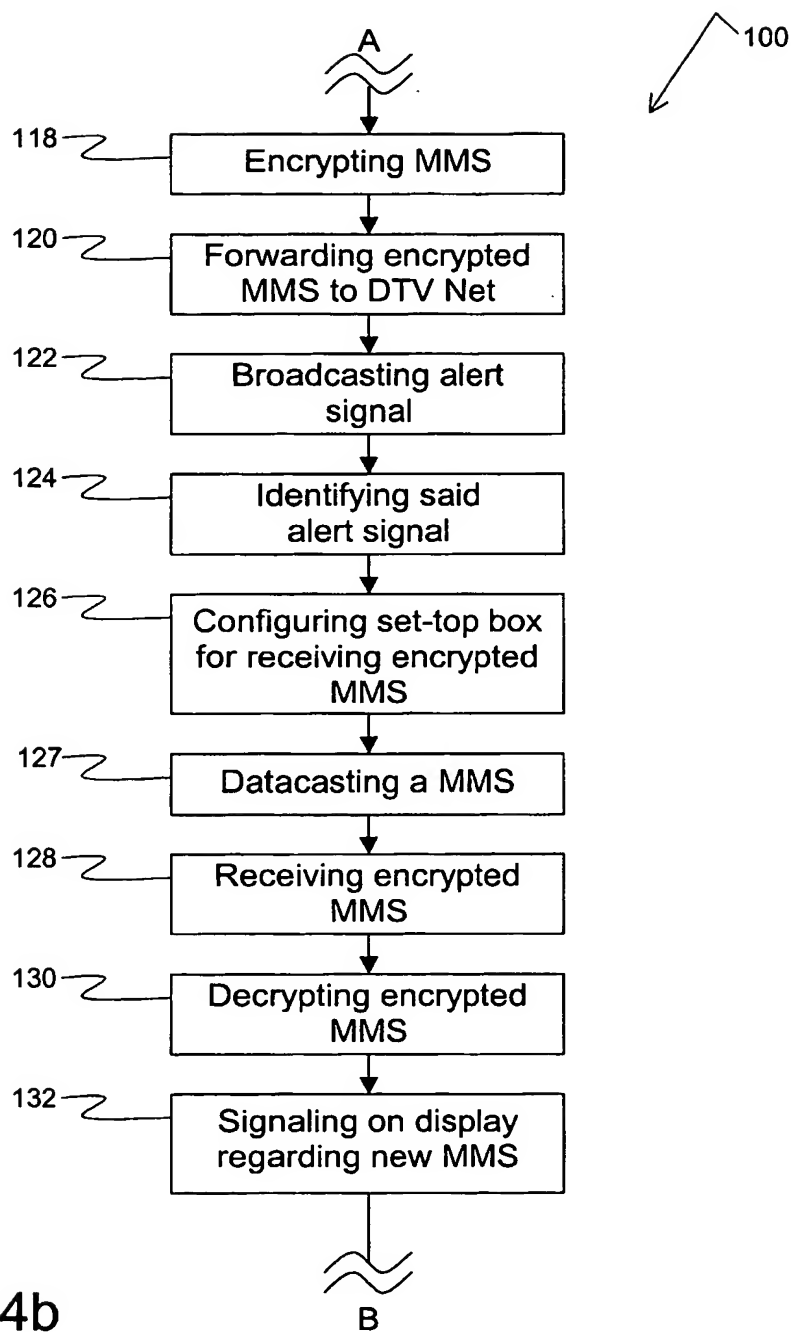 A
100
118
Encrypting MMS
120
Forwarding encrypted
MMS to DTV Net
122
Broadcasting alert
signal
124
Identifying said
alert signal
126
Configuring set-top box
for receiving encrypted
MMS
127
Datacasting a MMS
128
Receiving encrypted
MMS
130
Decrypting encrypted
MMS
132
Signaling on display
regarding new MMS
4b
B